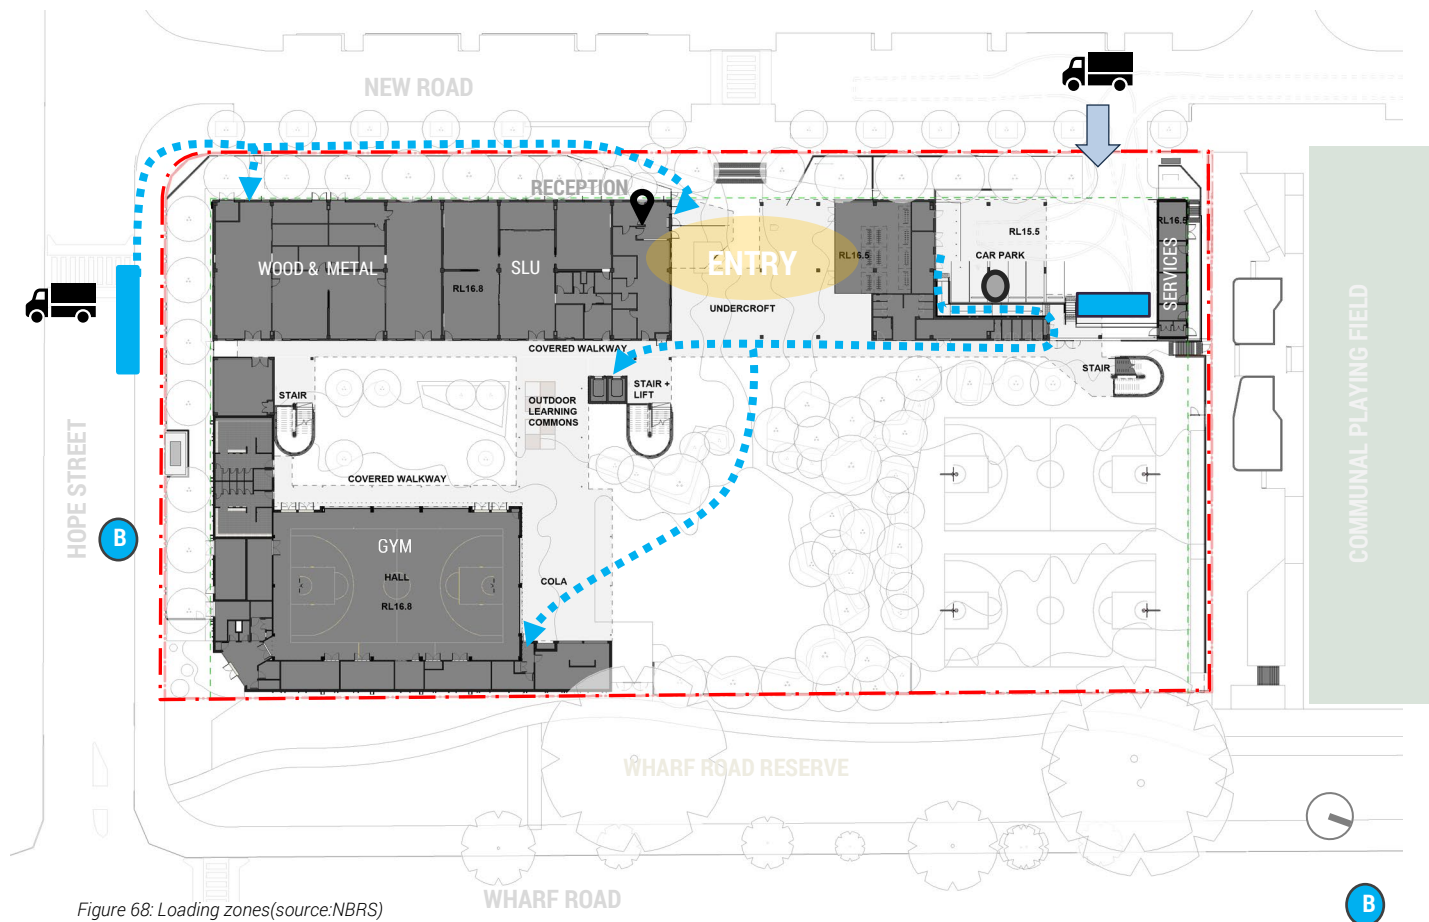 NEW ROAD
RECEPTION
RL16.5
RL15.5
WOOD & METAL
SLU
ENTRY
RL16.5
CAR PARK
SERVICES
RL16.8
UNDERCROFT
COVERED WALKWAY
STAIR
STAIR +
LIFT
STAIR
OUTDOOR
LEARNING
COMMONS
COVERED WALKWAY
HOPE STREET
COMMUNAL PLAYING FIELD
B
GYM
HALL
RL16.8
COLA
WHARF ROAD RESERVE
WHARF ROAD
B
Figure 68: Loading zones(source:NBRS)